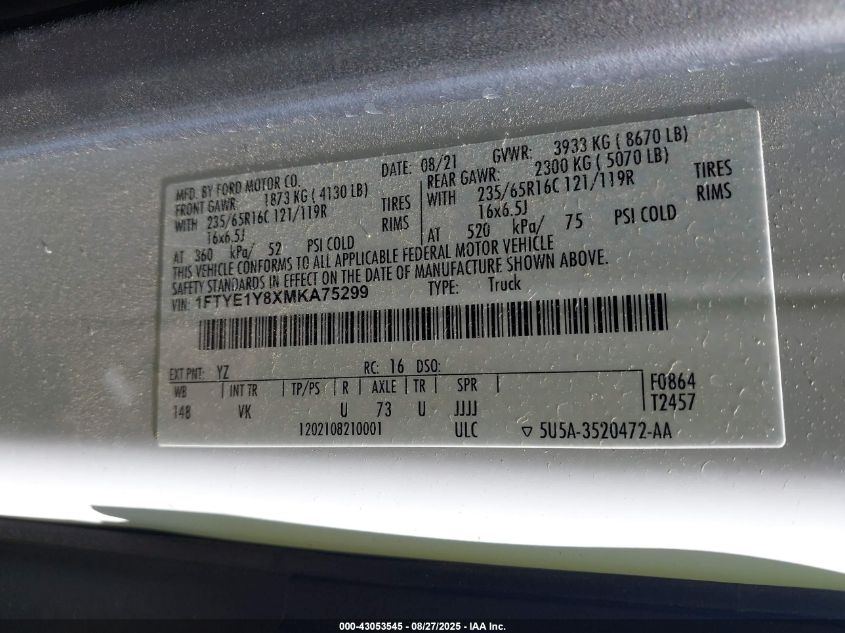 MFD. BY FORD MOTOR CO. DATE: 08/21 GVWR: 3933 KG ( 8670 LB)
FRONT GAWR: 1873 KG ( 4130 LB) REAR GAWR: 2300 KG ( 5070 LB)
WITH 235/65R16C 121/119R TIRES 235/65R16C 121/119R TIRES
16x6.5J RIMS WITH 16x6.5J RIMS
AT 360 kPa/ 52 PSI COLD AT 520 kPa/ 75 PSI COLD
THIS VEHICLE CONFORMS TO ALL APPLICABLE FEDERAL MOTOR VEHICLE
SAFETY STANDARDS IN EFFECT ON THE DATE OF MANUFACTURE SHOWN ABOVE.
VIN: 1FTYE1Y8XMKA75299 TYPE: Truck
EXT PNT: YZ RC: 16 DSO:
WB INT TR TP/PS R AXLE TR SPR F0864
148 VK U 73 U JJJJ T2457
1202108210001 ULC ▽ 5U5A-3520472-AA
000-43053545 - 08/27/2025 - IAA Inc.